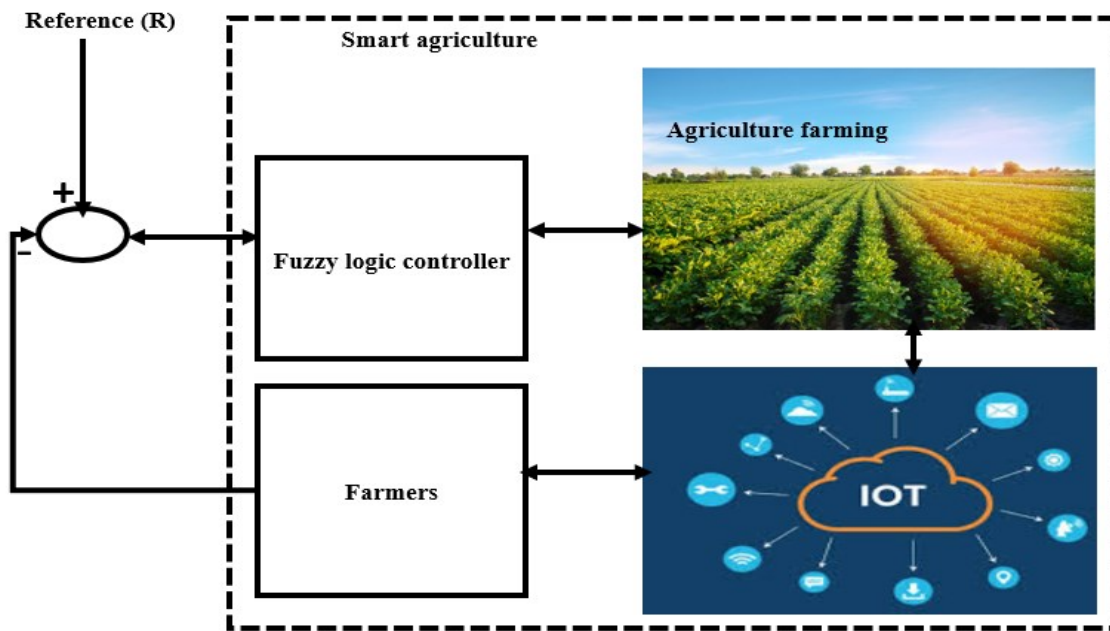 Reference (R)
Smart agriculture
Agriculture farming
+
-
Fuzzy logic controller
Farmers
IOT